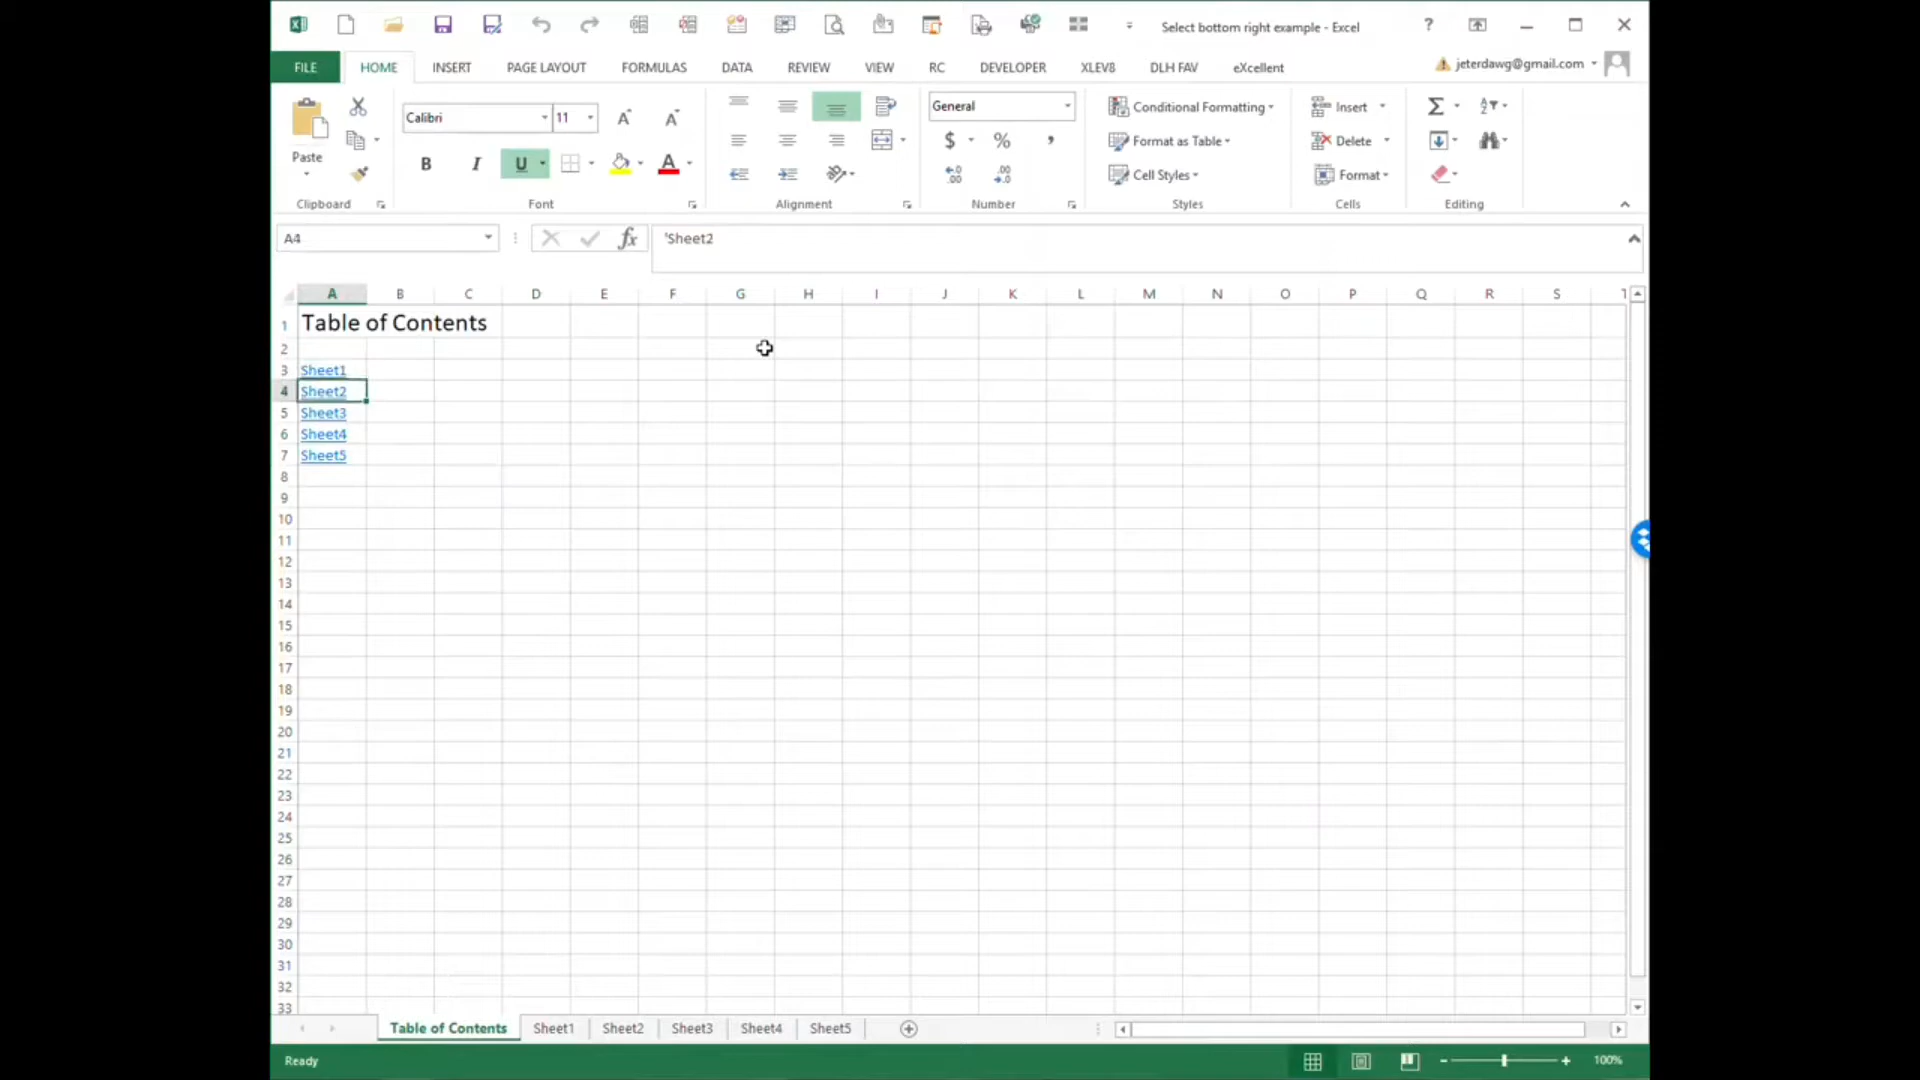 Select bottom right example - Excel
?
FILE HOME INSERT PAGE LAYOUT FORMULAS DATA REVIEW VIEW RC DEVELOPER XLEV8 DLH FAV eXcellent jeterdawg@gmail.com
Calibri 11 A A General Conditional Formatting Insert Σ
Paste $ % , Format as Table Delete
B I U A Cell Styles Format
Clipboard Font Alignment Number Styles Cells Editing
A4 fx 'Sheet2
A B C D E F G H I J K L M N O P Q R S T
1 Table of Contents
2
3 Sheet1
4 Sheet2
5 Sheet3
6 Sheet4
7 Sheet5
8
9
10
11
12
13
14
15
16
17
18
19
20
21
22
23
24
25
26
27
28
29
30
31
32
33
Table of Contents Sheet1 Sheet2 Sheet3 Sheet4 Sheet5
Ready 100%